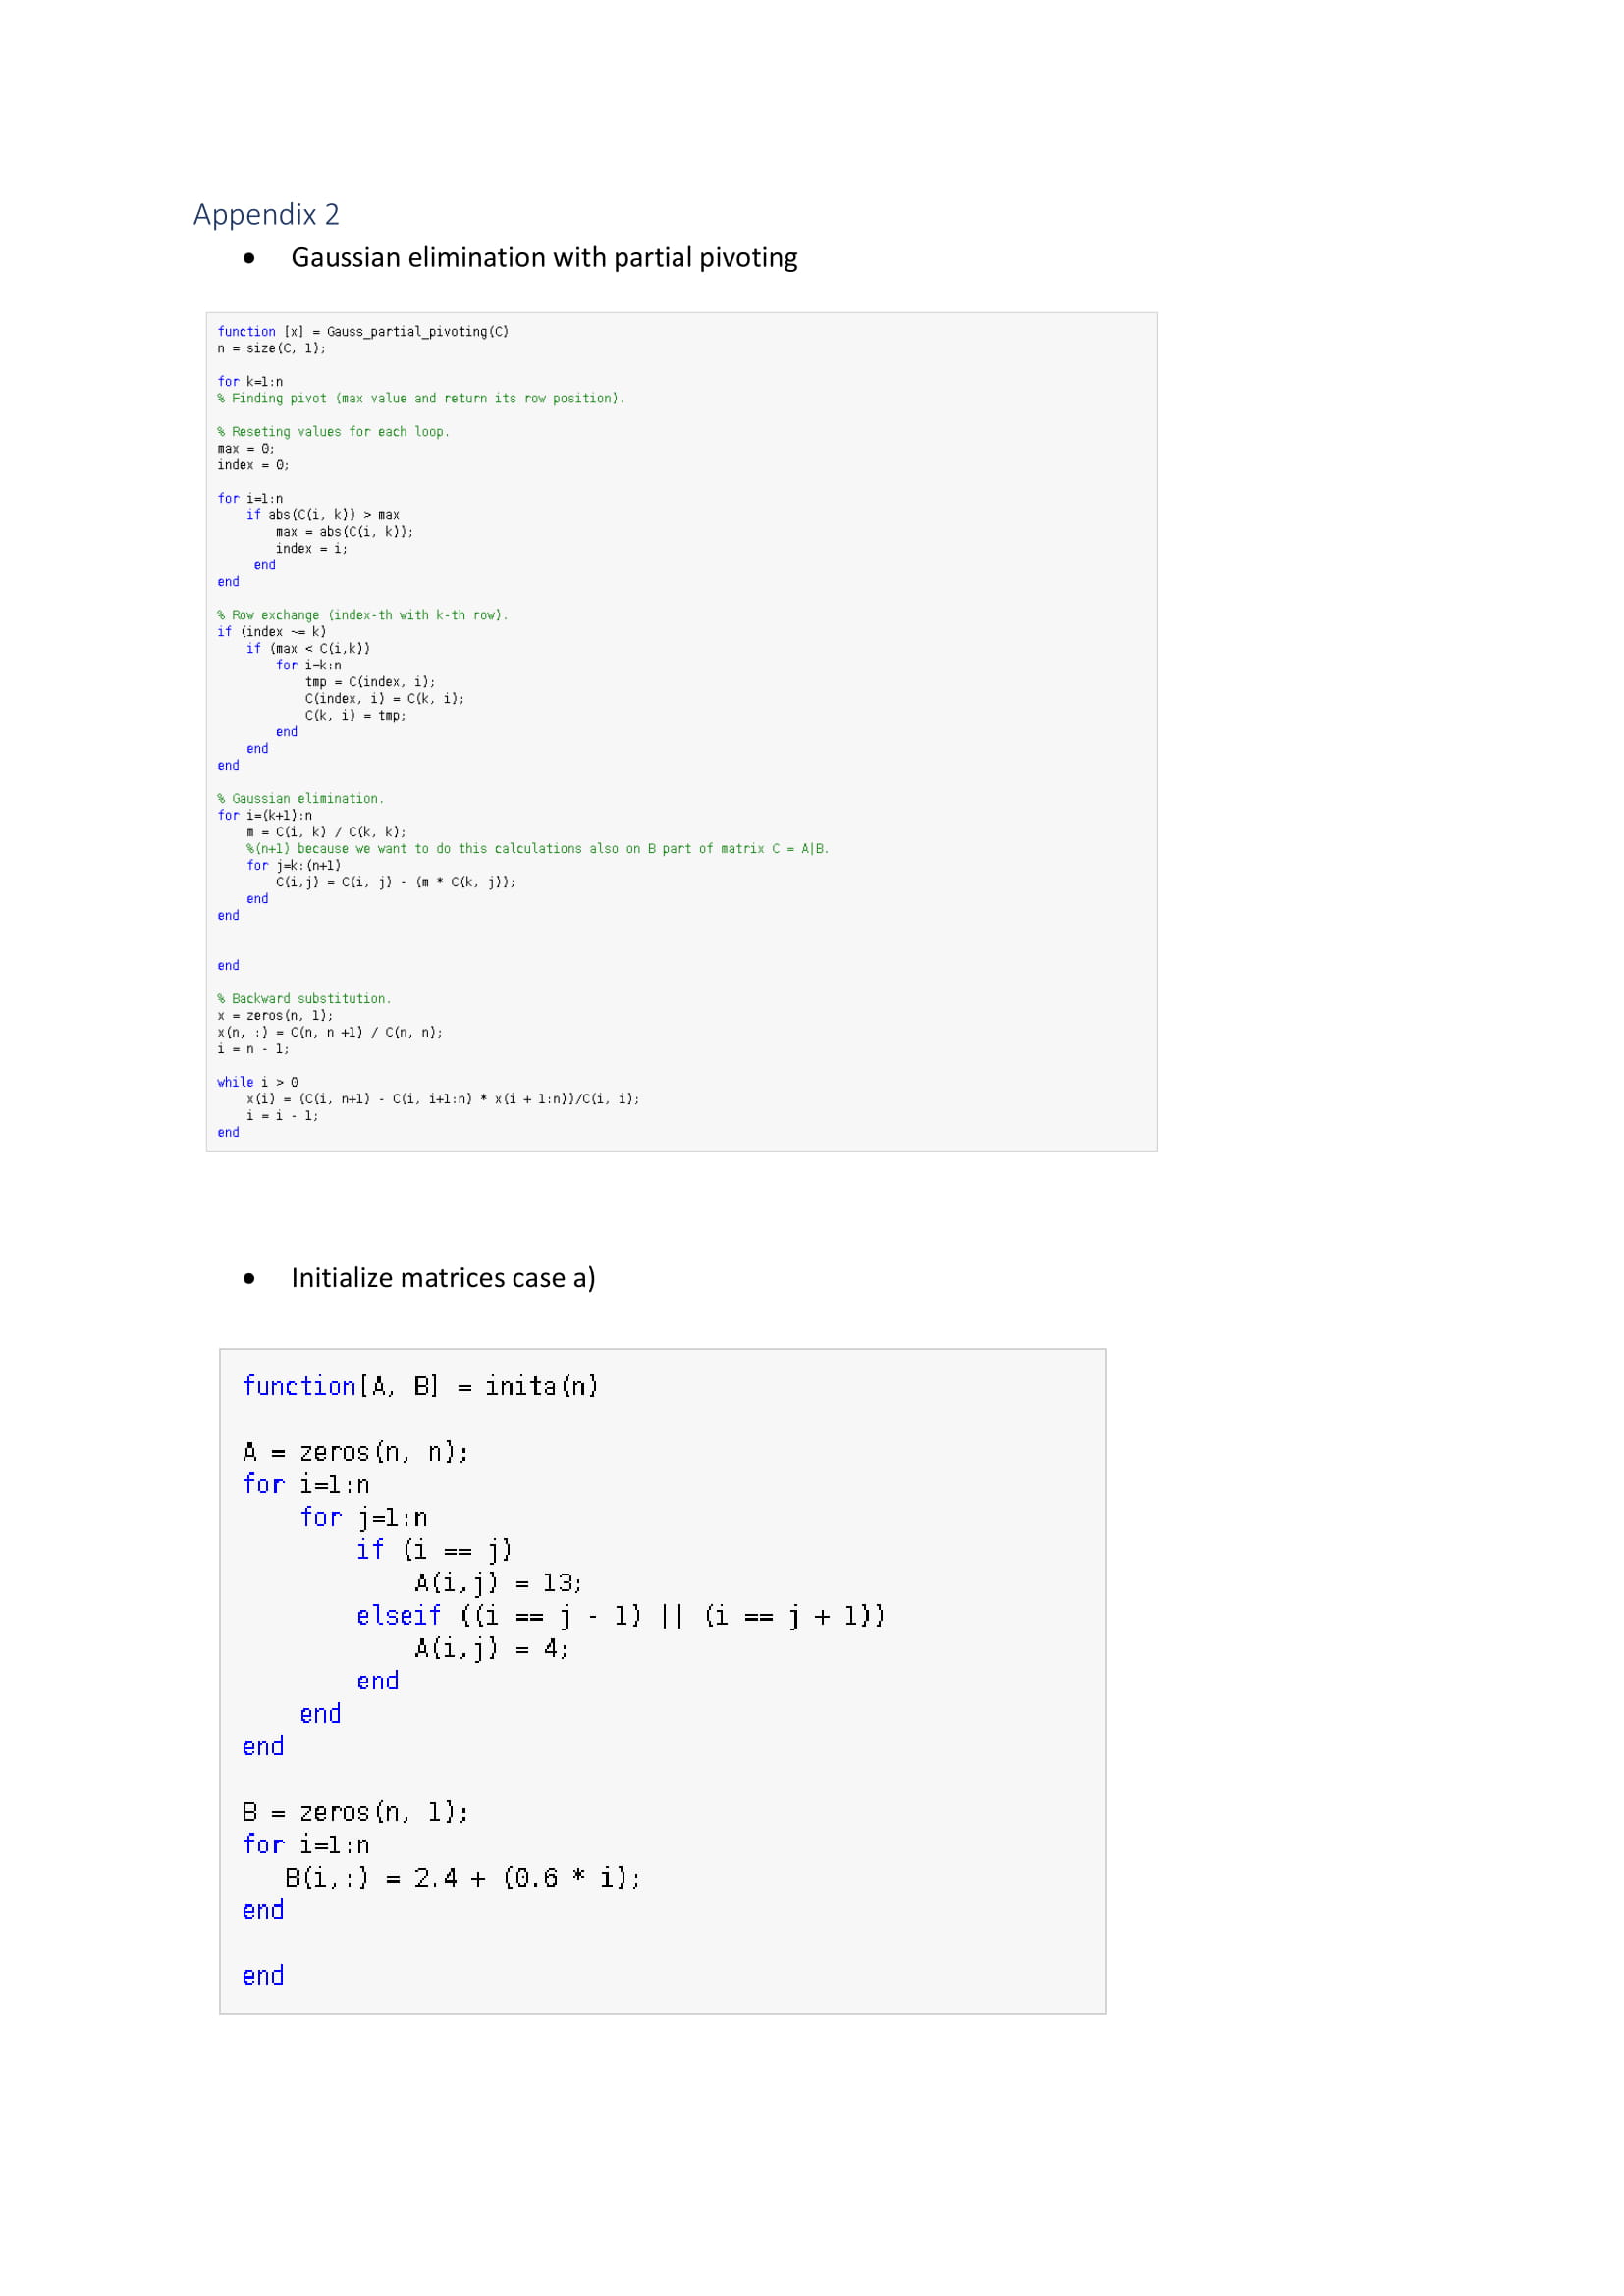 Appendix 2
• Gaussian elimination with partial pivoting
function [x] = Gauss_partial_pivoting(C)
n = size(C, 1);
for k=1:n
% Finding pivot (max value and return its row position).
% Reseting values for each loop.
max = 0;
index = 0;
for i=1:n
    if abs(C(i, k)) > max
        max = abs(C(i, k));
        index = i;
     end
end
% Row exchange (index-th with k-th row).
if (index ~= k)
    if (max < C(i,k))
        for i=k:n
            tmp = C(index, i);
            C(index, i) = C(k, i);
            C(k, i) = tmp;
        end
    end
end
% Gaussian elimination.
for i=(k+1):n
    m = C(i, k) / C(k, k);
    %(n+1) because we want to do this calculations also on B part of matrix C = A|B.
    for j=k:(n+1)
        C(i,j) = C(i, j) - (m * C(k, j));
    end
end
end
% Backward substitution.
x = zeros(n, 1);
x(n, :) = C(n, n +1) / C(n, n);
i = n - 1;
while i > 0
    x(i) = (C(i, n+1) - C(i, i+1:n) * x(i + 1:n))/C(i, i);
    i = i - 1;
end
• Initialize matrices case a)
function[A, B] = inita(n)
A = zeros(n, n);
for i=1:n
    for j=1:n
        if (i == j)
            A(i,j) = 13;
        elseif ((i == j - 1) || (i == j + 1))
            A(i,j) = 4;
        end
    end
end
B = zeros(n, 1);
for i=1:n
   B(i,:) = 2.4 + (0.6 * i);
end
end